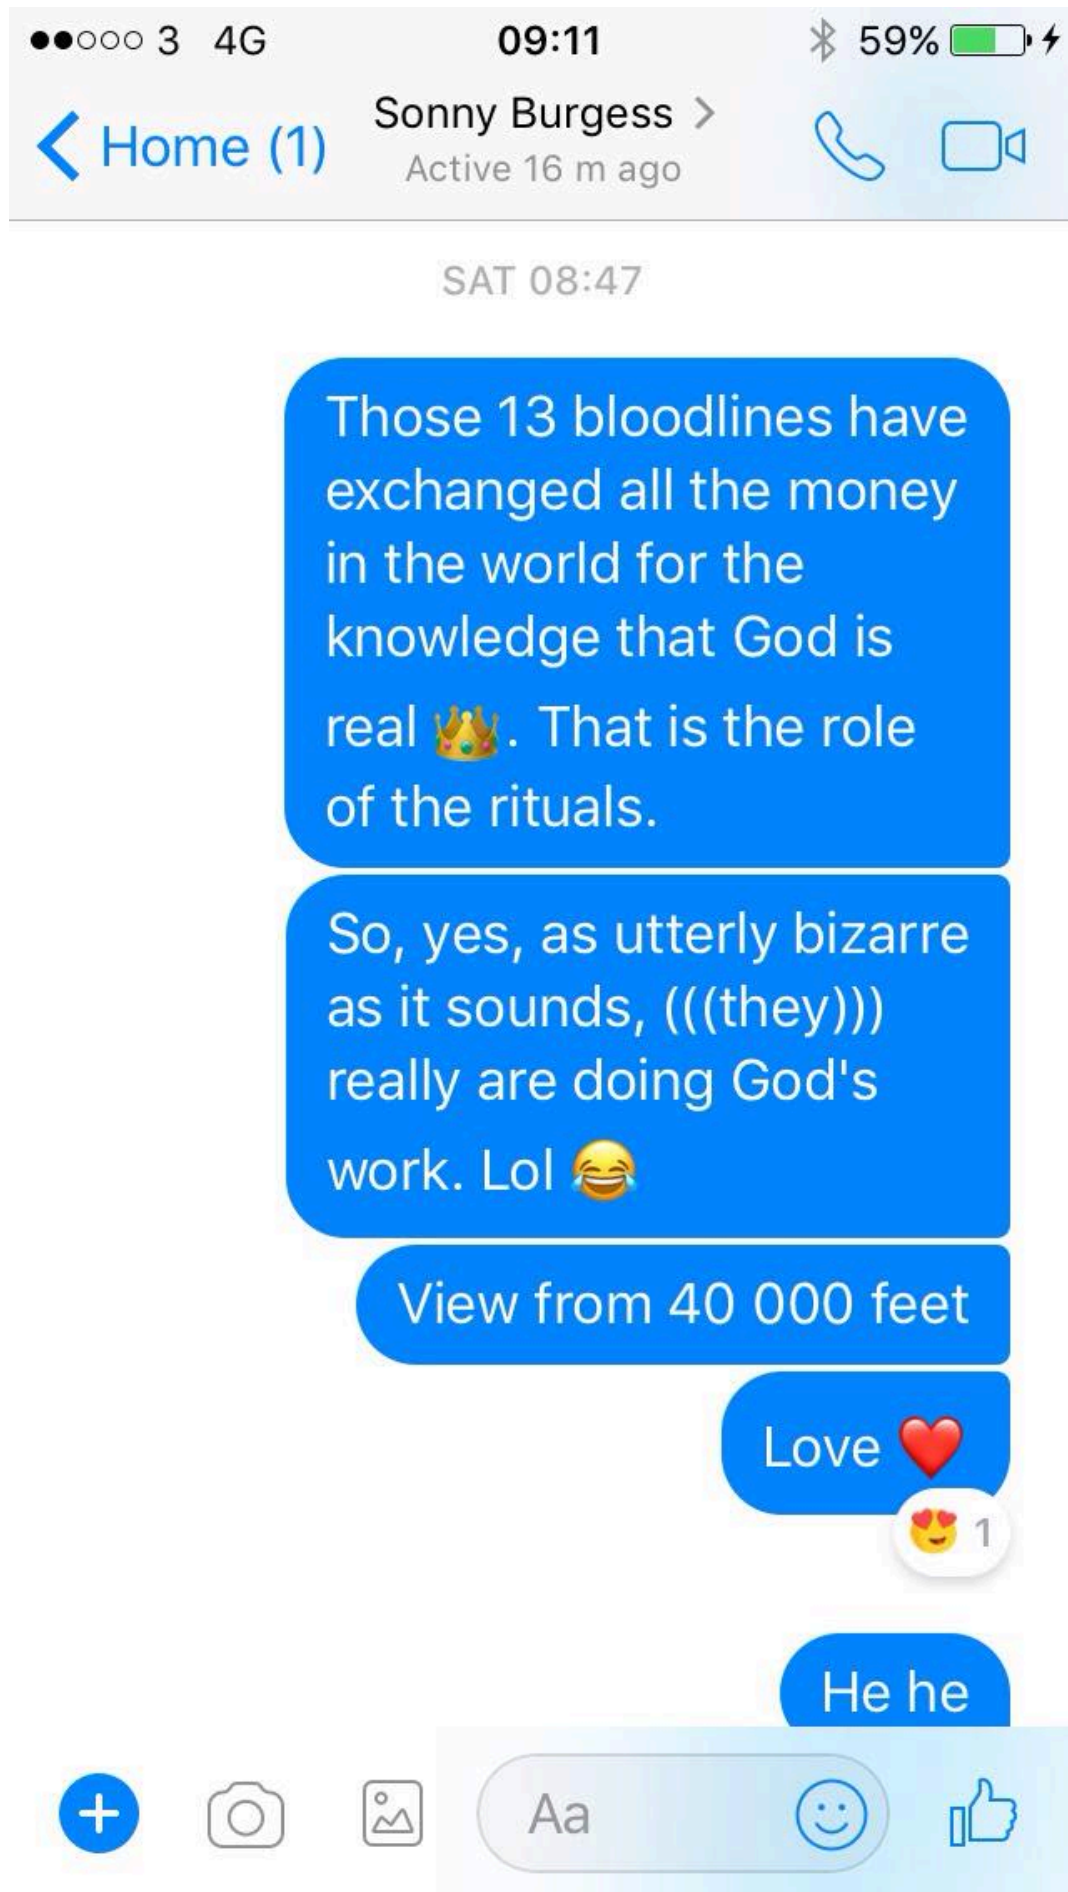 3 4G 09:11 59%
Home (1) Sonny Burgess
Active 16 m ago
SAT 08:47
Those 13 bloodlines have
exchanged all the money
in the world for the
knowledge that God is
real 👑. That is the role
of the rituals.
So, yes, as utterly bizarre
as it sounds, (((they)))
really are doing God's
work. Lol 😂
View from 40 000 feet
Love ❤️
😍 1
He he
Aa